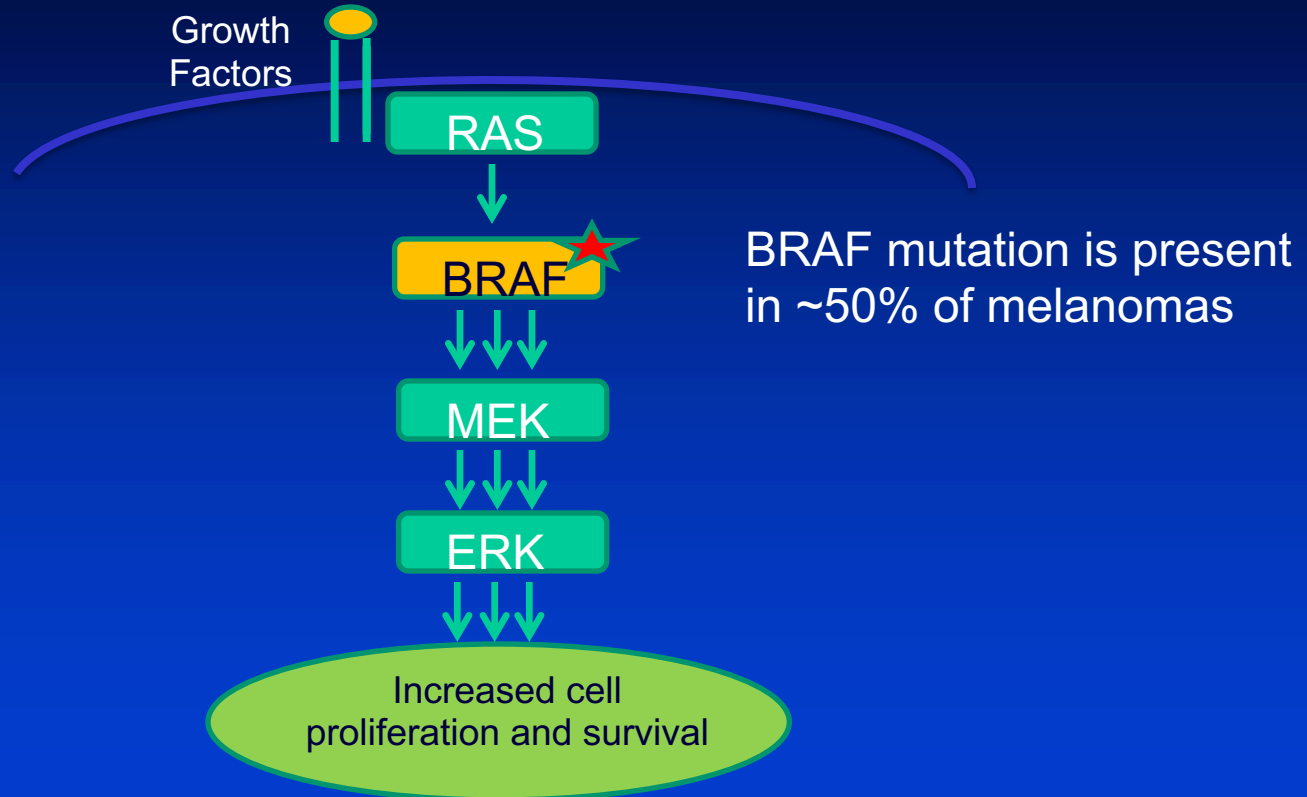 Growth
Factors
RAS
BRAF
BRAF mutation is present
in ~50% of melanomas
MEK
ERK
Increased cell
proliferation and survival